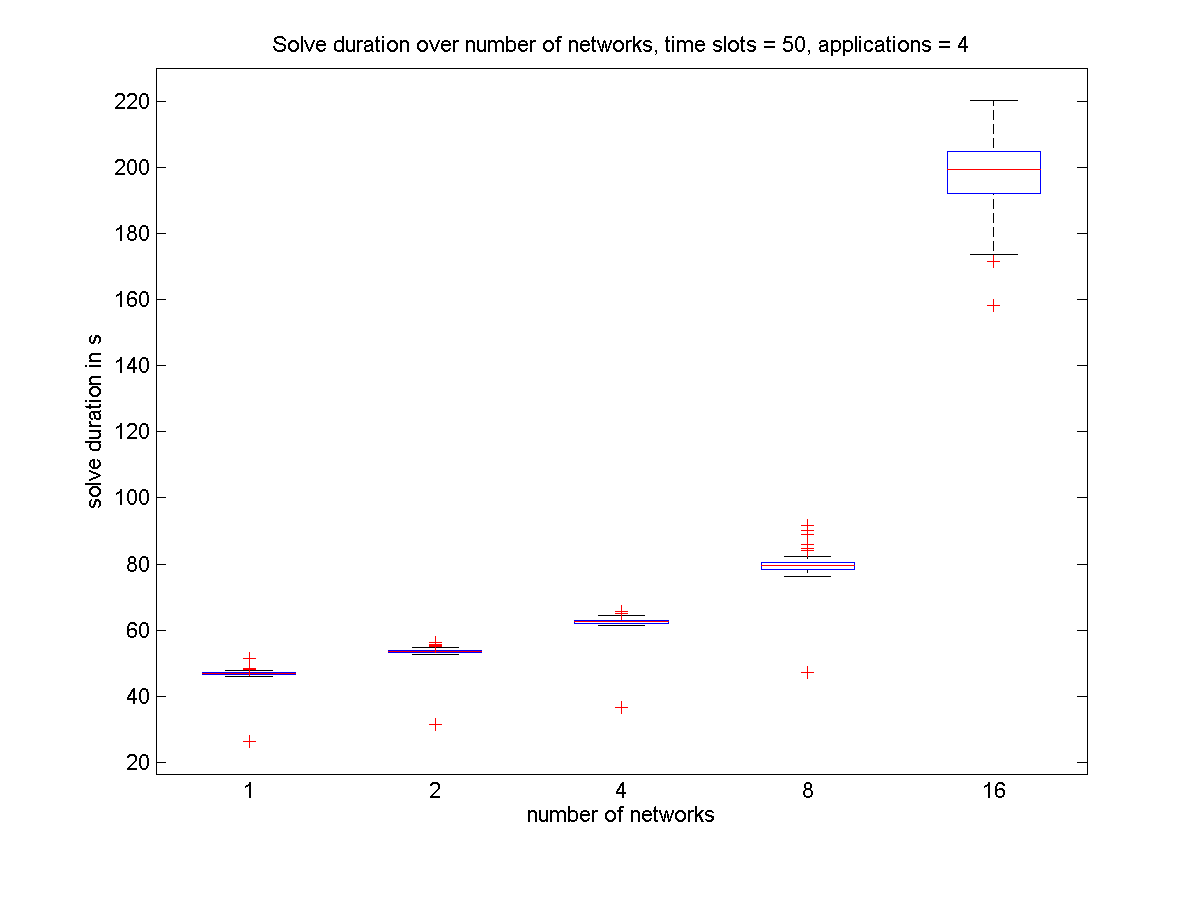 Solve duration over number of networks, time slots = 50, applications = 4
220
200
180
160
140
120
100
80
60
40
20
solve duration in s
1 2 4 8 16
number of networks